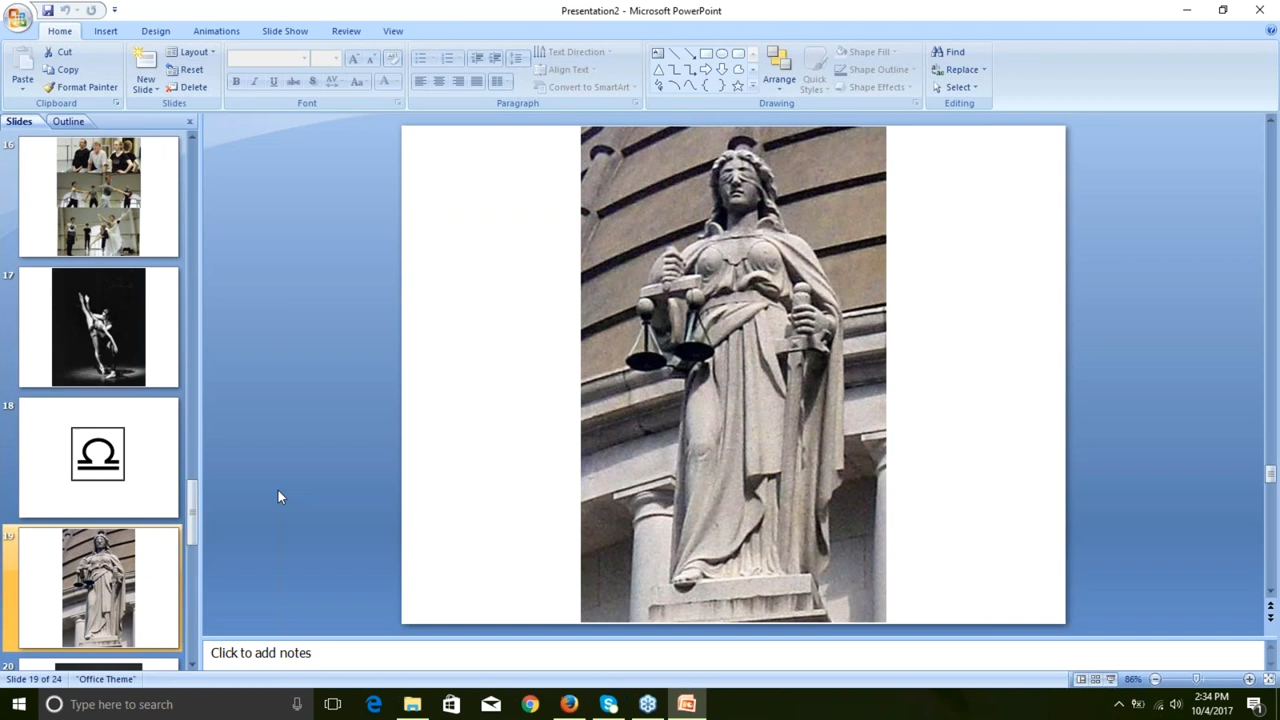 Presentation2 - Microsoft PowerPoint
Home Insert Design Animations Slide Show Review View
Paste
Cut
Copy
Format Painter
Clipboard
New Slide
Layout
Reset
Delete
Slides
B I U abc S AV Aa A
Font
Text Direction
Align Text
Convert to SmartArt
Paragraph
Arrange
Quick Styles
Shape Fill
Shape Outline
Shape Effects
Drawing
Find
Replace
Select
Editing
Slides Outline
16
17
18
19
20
Click to add notes
Slide 19 of 24 "Office Theme" 86%
Type here to search
2:34 PM
10/4/2017